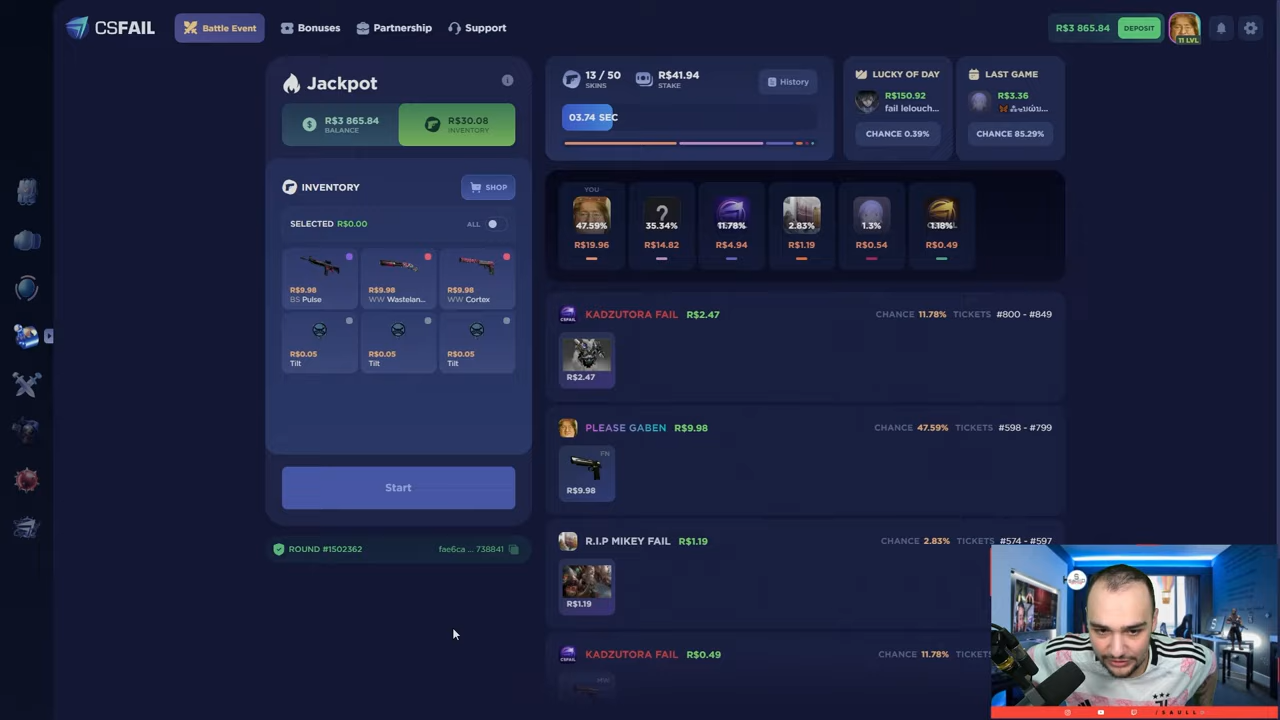 CSFAIL
Battle Event
Bonuses
Partnership
Support
R$3 865.84
DEPOSIT
11 LVL
Jackpot
R$3 865.84
BALANCE
R$30.08
INVENTORY
INVENTORY
SHOP
SELECTED R$0.00
ALL
R$9.98
BS Pulse
R$9.98
WW Wastelan...
R$9.98
WW Cortex
R$0.05
Tilt
R$0.05
Tilt
R$0.05
Tilt
Start
ROUND #1502362
fae6ca ... 738841
13 / 50
SKINS
R$41.94
STAKE
History
03.74 SEC
LUCKY OF DAY
R$150.92
fail lelouch...
CHANCE 0.39%
LAST GAME
R$3.36
CHANCE 85.29%
YOU
47.59%
R$19.96
?
35.34%
R$14.82
11.78%
R$4.94
2.83%
R$1.19
1.3%
R$0.54
1.18%
R$0.49
KADZUTORA FAIL R$2.47
CHANCE 11.78% TICKETS #800 - #849
R$2.47
PLEASE GABEN R$9.98
CHANCE 47.59% TICKETS #598 - #799
FN
R$9.98
R.I.P MIKEY FAIL R$1.19
CHANCE 2.83% TICKETS #574 - #597
R$1.19
KADZUTORA FAIL R$0.49
CHANCE 11.78% TICKETS